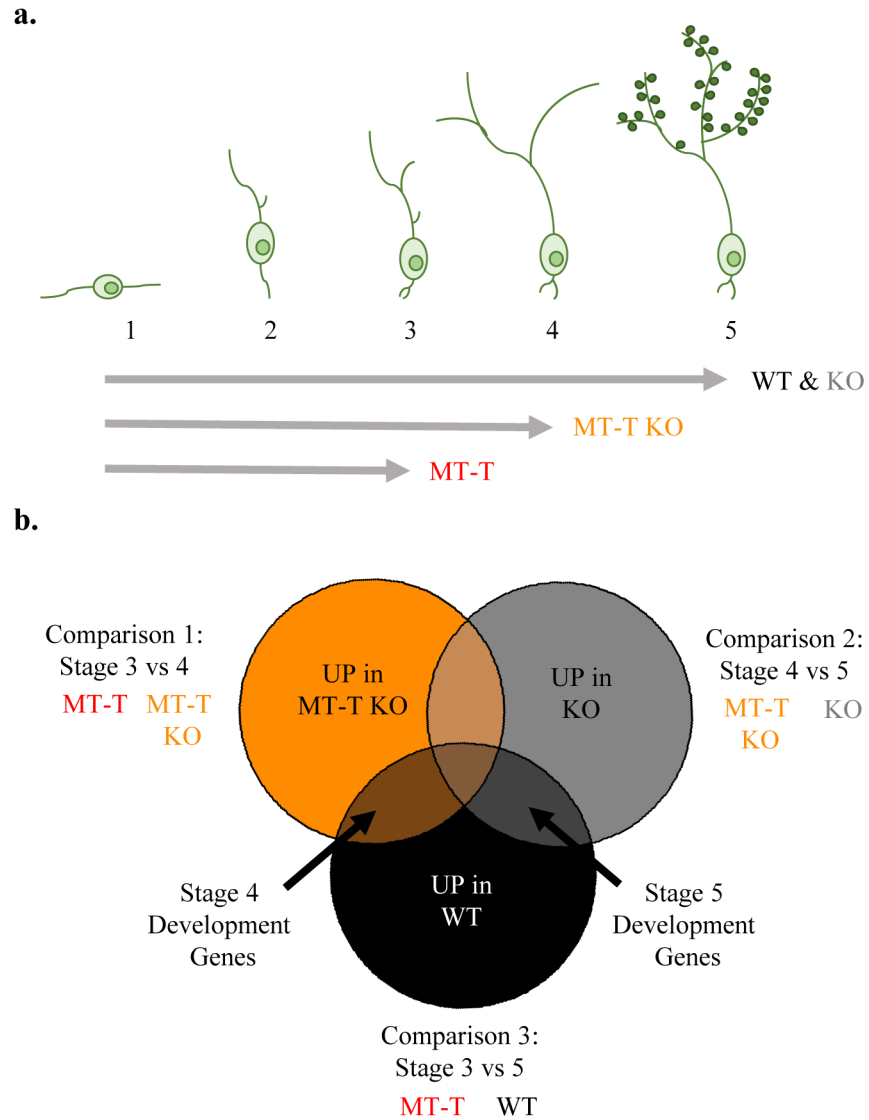 a.
1 2 3 4 5
WT & KO
MT-T KO
MT-T
b.
Comparison 1:
Stage 3 vs 4
MT-T MT-T
KO
UP in
MT-T KO
UP in
KO
Comparison 2:
Stage 4 vs 5
MT-T KO
KO
Stage 4
Development
Genes
UP in
WT
Stage 5
Development
Genes
Comparison 3:
Stage 3 vs 5
MT-T WT